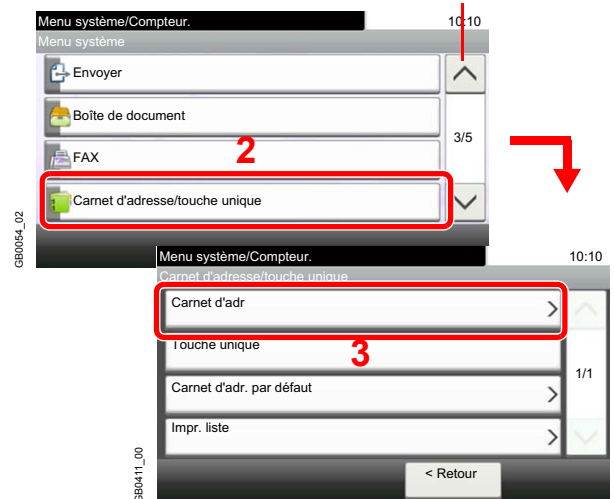 Menu système/Compteur. 10:10
Menu système
Envoyer
Boîte de document
3/5
FAX
2
Carnet d'adresse/touche unique
GB0054_02
Menu système/Compteur. 10:10
Carnet d'adresse/touche unique
Carnet d'adr
Touche unique
3
1/1
Carnet d'adr. par défaut
Impr. liste
GB0411_00
< Retour